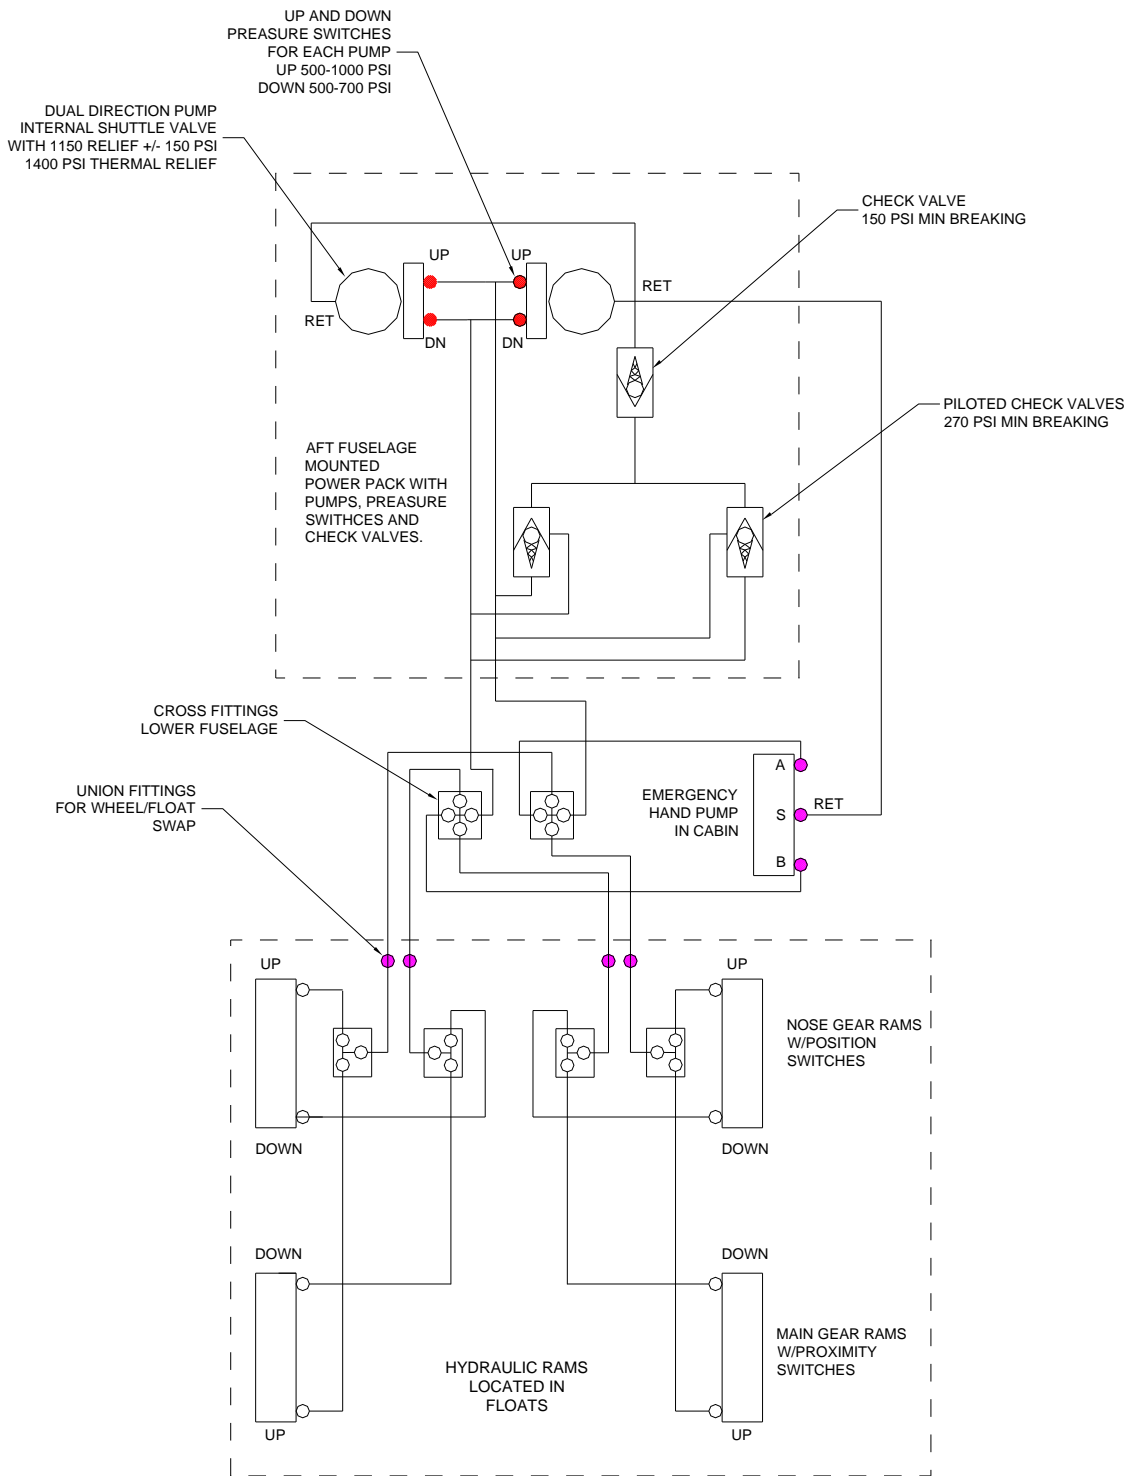 UP AND DOWN
PREASURE SWITCHES
FOR EACH PUMP
UP 500-1000 PSI
DOWN 500-700 PSI
DUAL DIRECTION PUMP
INTERNAL SHUTTLE VALVE
WITH 1150 RELIEF +/- 150 PSI
1400 PSI THERMAL RELIEF
CHECK VALVE
150 PSI MIN BREAKING
UP
UP
RET
RET
DN
DN
PILOTED CHECK VALVES
270 PSI MIN BREAKING
AFT FUSELAGE
MOUNTED
POWER PACK WITH
PUMPS, PREASURE
SWITHCES AND
CHECK VALVES.
CROSS FITTINGS
LOWER FUSELAGE
UNION FITTINGS
FOR WHEEL/FLOAT
SWAP
EMERGENCY
HAND PUMP
IN CABIN
A
S
B
RET
UP
UP
NOSE GEAR RAMS
W/POSITION
SWITCHES
DOWN
DOWN
DOWN
DOWN
MAIN GEAR RAMS
W/PROXIMITY
SWITCHES
HYDRAULIC RAMS
LOCATED IN
FLOATS
UP
UP